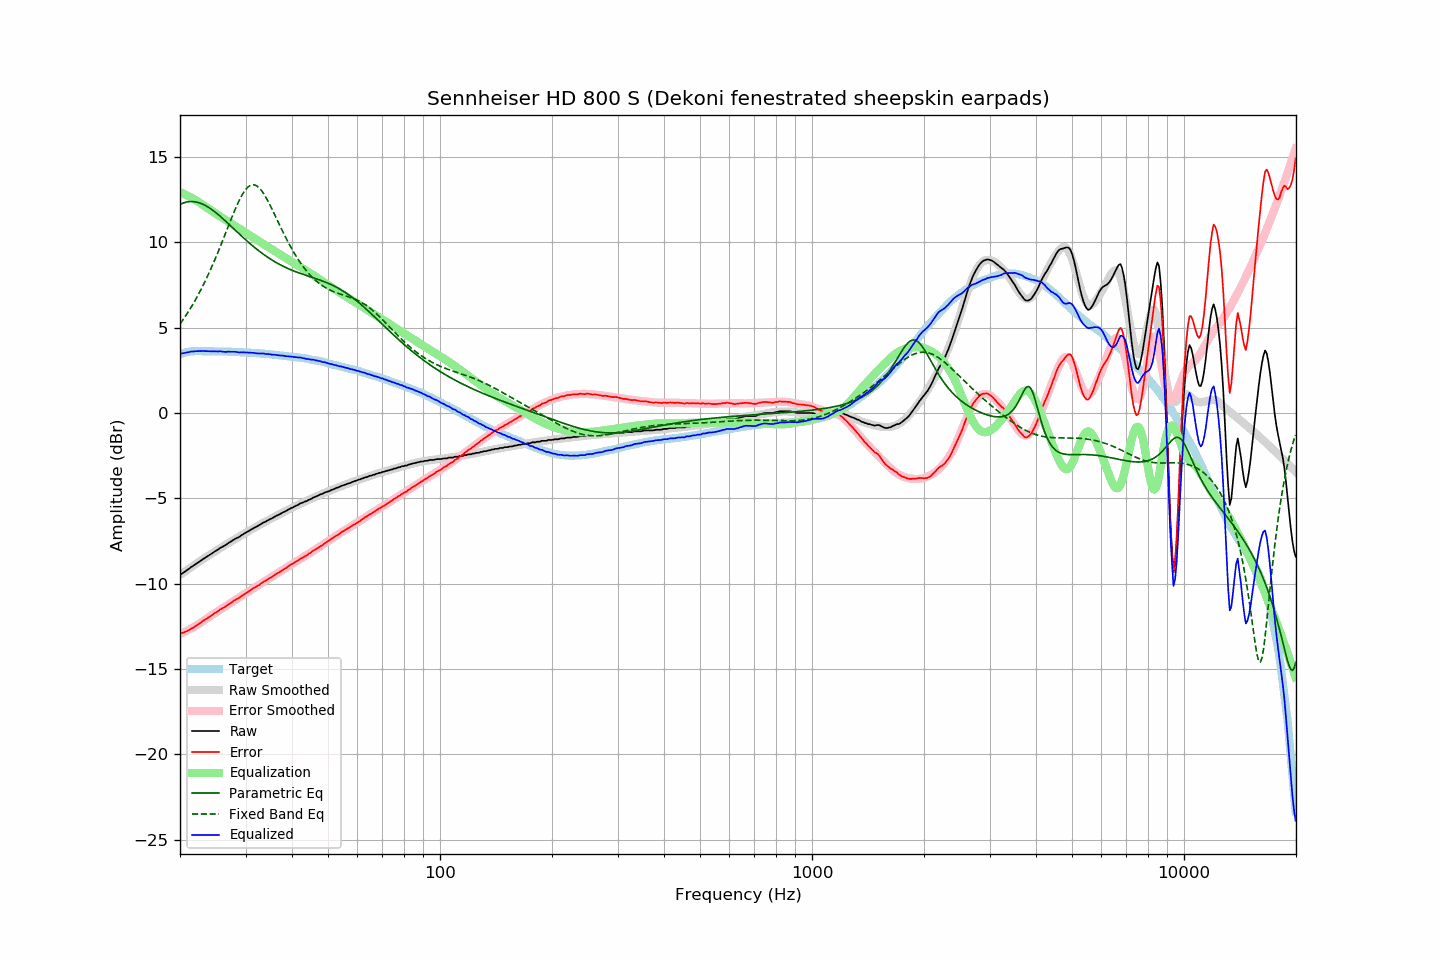 Sennheiser HD 800 S (Dekoni fenestrated sheepskin earpads)
15
10
5
0
−5
−10
−15
−20
−25
Amplitude (dBr)
Target
Raw Smoothed
Error Smoothed
Raw
Error
Equalization
Parametric Eq
Fixed Band Eq
Equalized
100
1000
10000
Frequency (Hz)